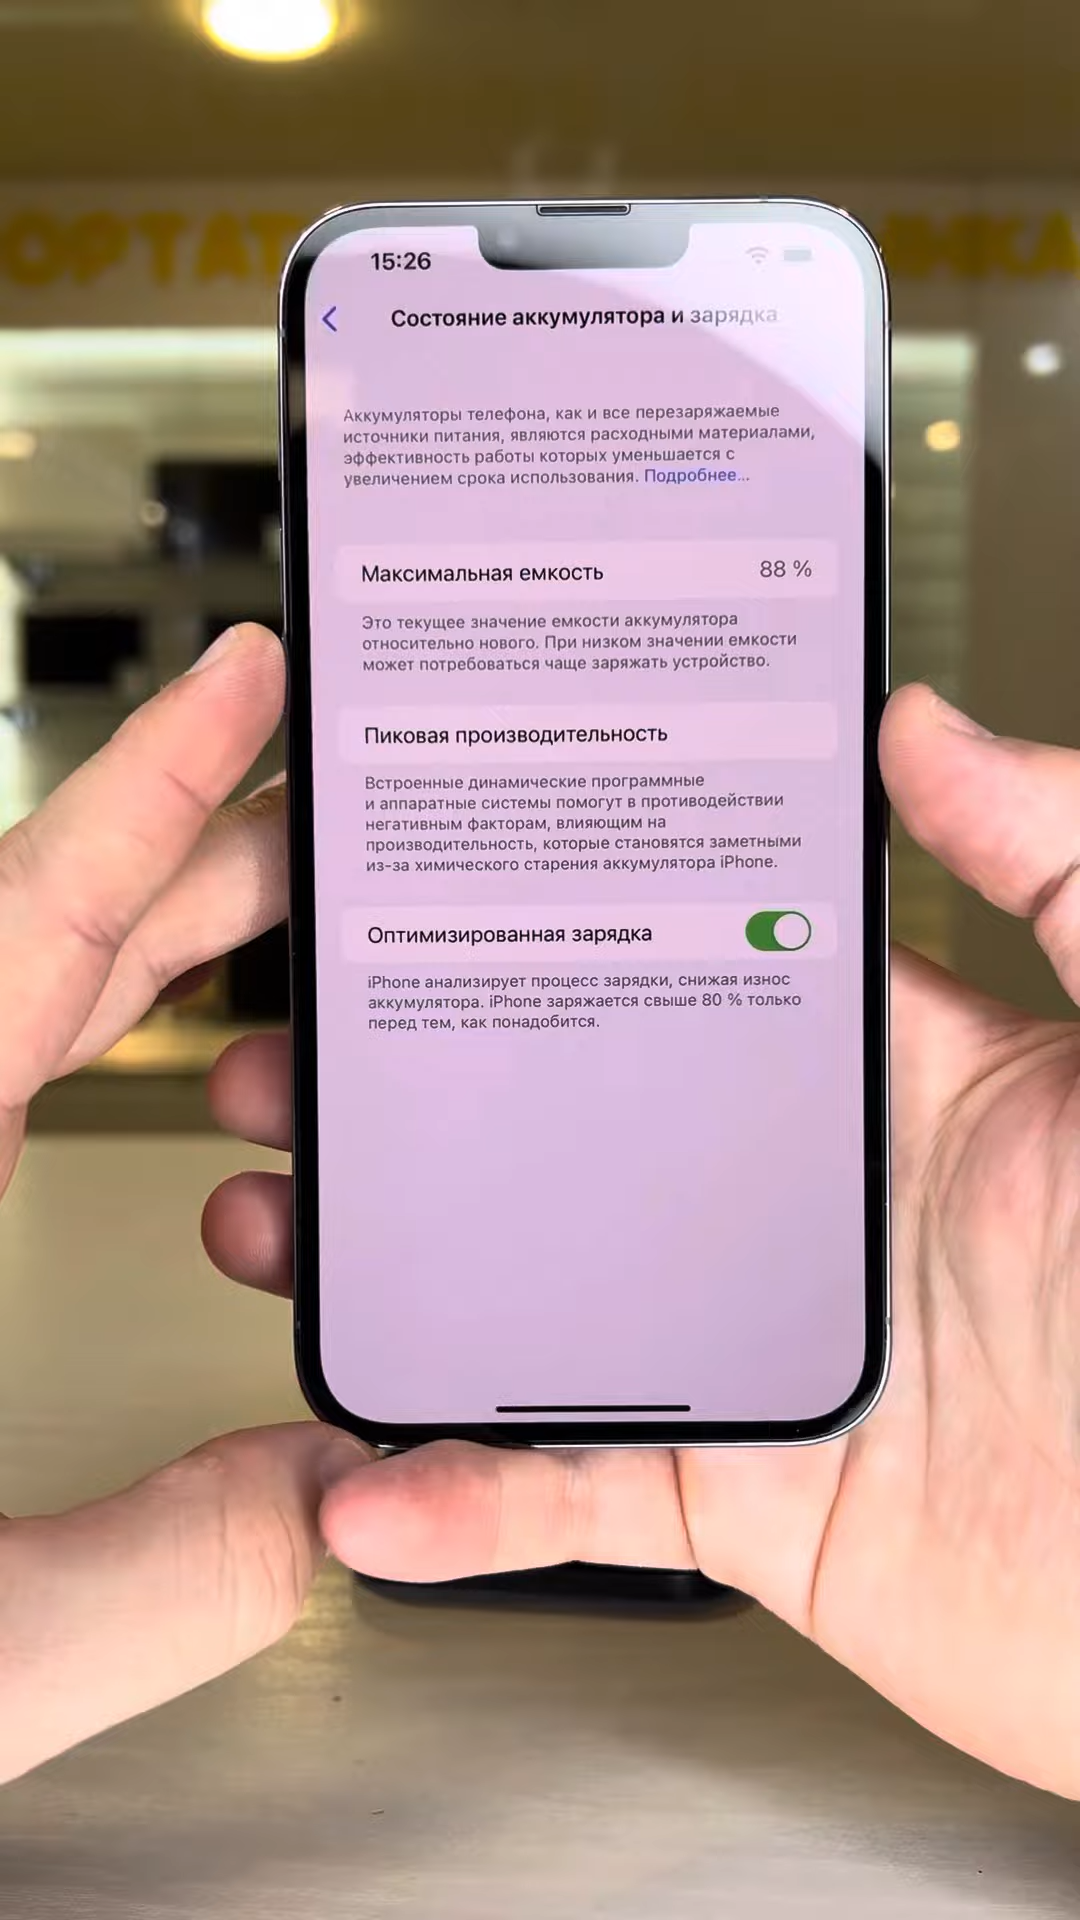 15:26
Состояние аккумулятора и зарядка
Аккумуляторы телефона, как и все перезаряжаемые
источники питания, являются расходными материалами,
эффективность работы которых уменьшается с
увеличением срока использования. Подробнее...
Максимальная емкость 88 %
Это текущее значение емкости аккумулятора
относительно нового. При низком значении емкости
может потребоваться чаще заряжать устройство.
Пиковая производительность
Встроенные динамические программные
и аппаратные системы помогут в противодействии
негативным факторам, влияющим на
производительность, которые становятся заметными
из-за химического старения аккумулятора iPhone.
Оптимизированная зарядка
iPhone анализирует процесс зарядки, снижая износ
аккумулятора. iPhone заряжается свыше 80 % только
перед тем, как понадобится.